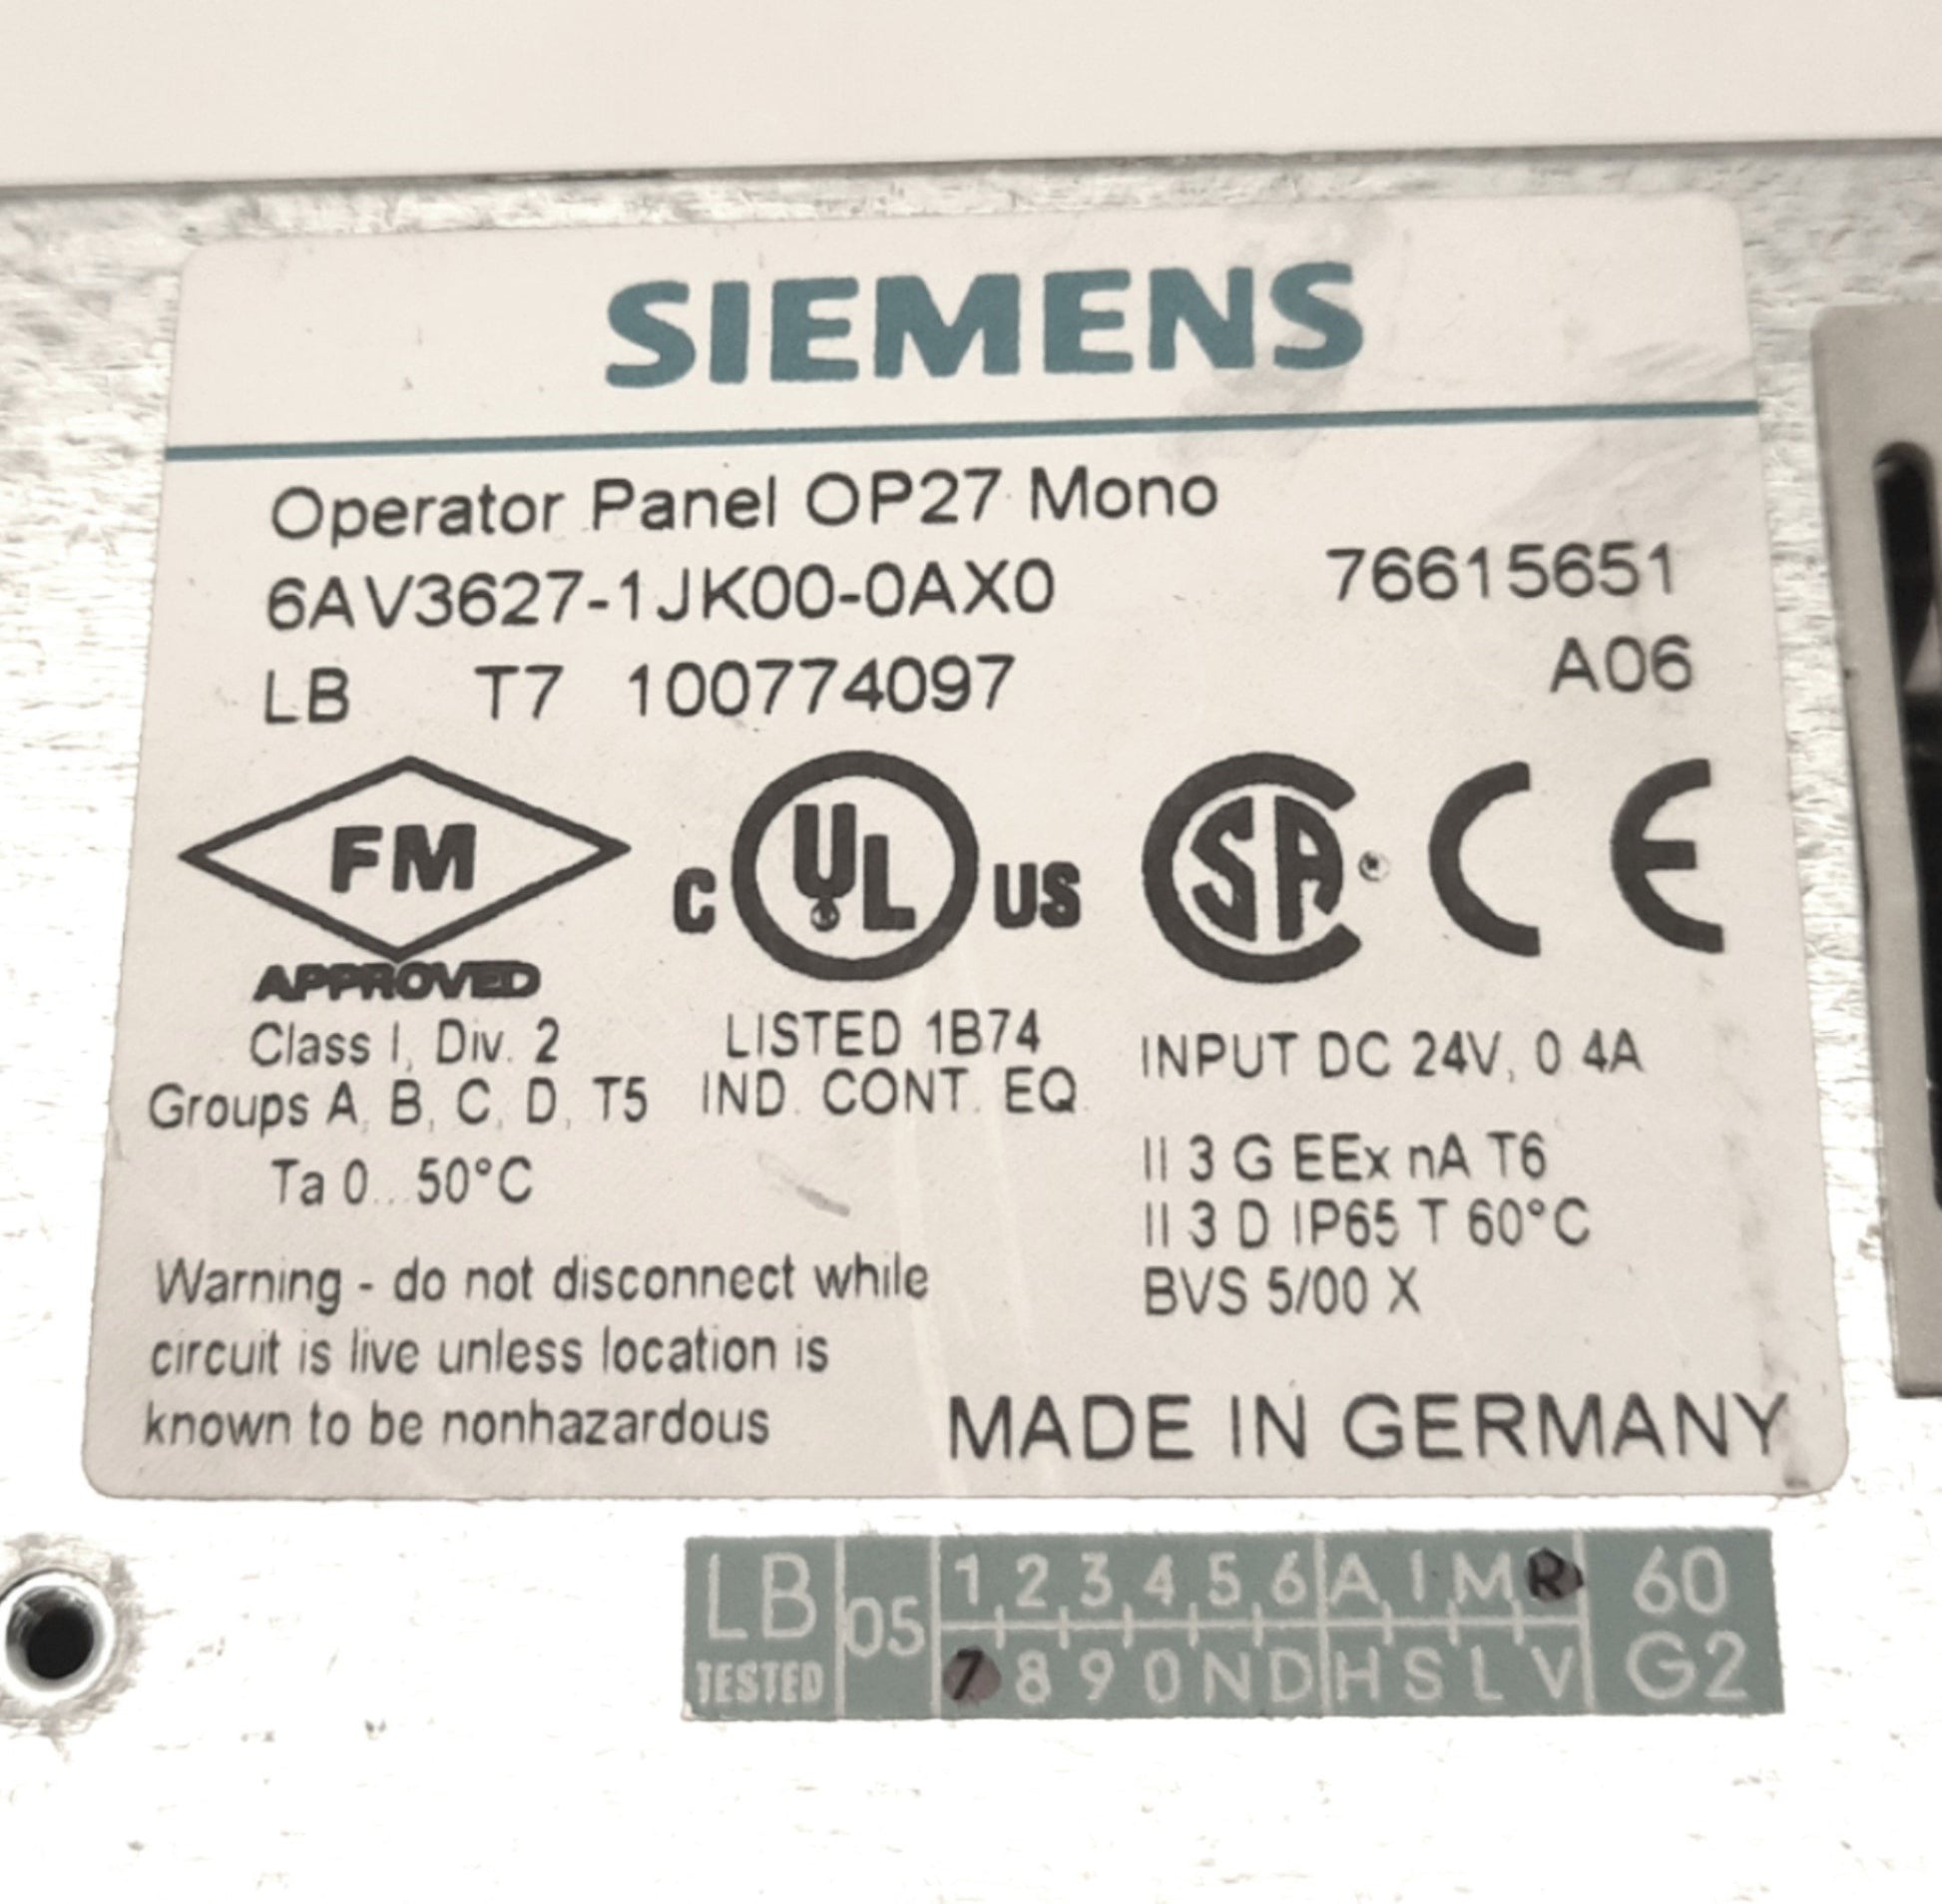 SIEMENS
Operator Panel OP27 Mono
6AV3627-1JK00-0AX0 76615651
LB T7 100774097 A06
FM
APPROVED
C UL US
SA
CE
Class I, Div. 2
Groups A, B, C, D, T5
Ta 0...50°C
LISTED 1B74
IND. CONT. EQ.
INPUT DC 24V, 0.4A
II 3 G EEx nA T6
II 3 D IP65 T 60°C
BVS 5/00 X
Warning - do not disconnect while
circuit is live unless location is
known to be nonhazardous
MADE IN GERMANY
LB
TESTED
05
1 2 3 4 5 6 A I M R
7 8 9 0 N D H S L V
60
G2